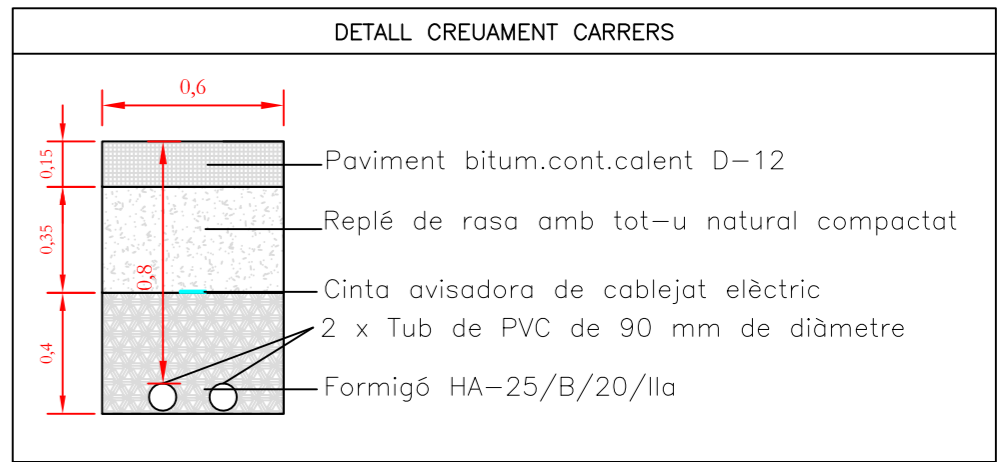 DETALL CREUAMENT CARRERS
0,6
0,15
Paviment bitum.cont.calent D-12
0,35
Replé de rasa amb tot-u natural compactat
0,8
Cinta avisadora de cablejat elèctric
2 x Tub de PVC de 90 mm de diàmetre
0,4
Formigó HA-25/B/20/lla